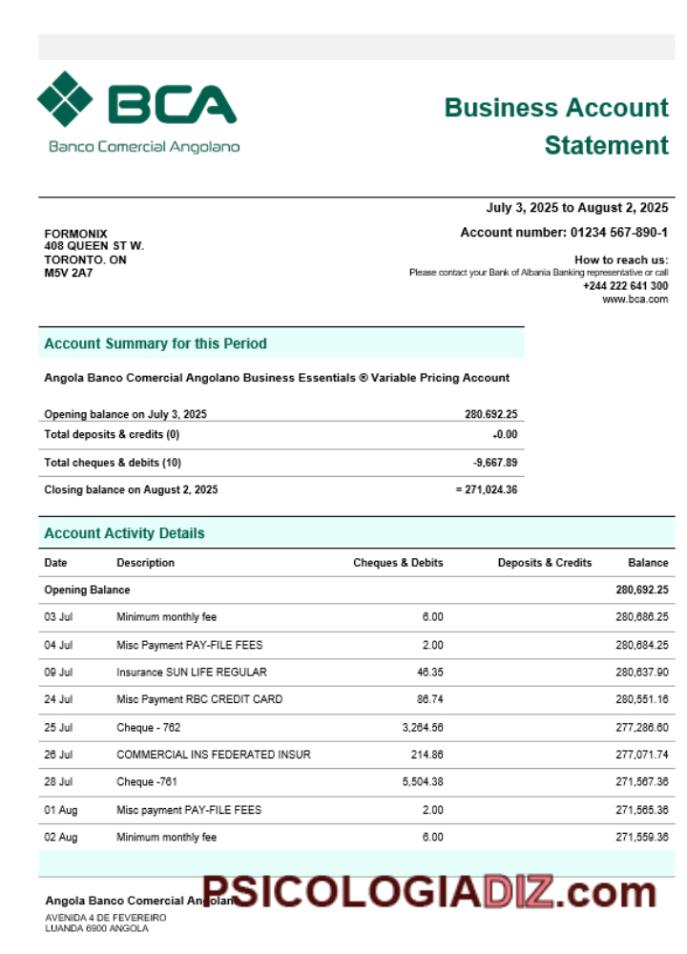 BCA
Banco Comercial Angolano
Business Account
Statement
July 3, 2025 to August 2, 2025
FORMONIX
408 QUEEN ST W.
TORONTO. ON
M5V 2A7
Account number: 01234 567-890-1
How to reach us:
Please contact your Bank of Albania Banking representative or call
+244 222 641 300
www.bca.com
Account Summary for this Period
Angola Banco Comercial Angolano Business Essentials ® Variable Pricing Account
Opening balance on July 3, 2025 280.692.25
Total deposits & credits (0) +0.00
Total cheques & debits (10) -9,667.89
Closing balance on August 2, 2025 = 271,024.36
Account Activity Details
Date Description Cheques & Debits Deposits & Credits Balance
Opening Balance 280,692.25
03 Jul Minimum monthly fee 6.00 280,686.25
04 Jul Misc Payment PAY-FILE FEES 2.00 280,684.25
09 Jul Insurance SUN LIFE REGULAR 46.35 280,637.90
24 Jul Misc Payment RBC CREDIT CARD 86.74 280,551.16
25 Jul Cheque - 762 3,264.56 277,286.60
26 Jul COMMERCIAL INS FEDERATED INSUR 214.86 277,071.74
28 Jul Cheque -761 5,504.38 271,567.36
01 Aug Misc payment PAY-FILE FEES 2.00 271,565.36
02 Aug Minimum monthly fee 6.00 271,559.36
Angola Banco Comercial Angolano
PSICOLOGIADIZ.com
AVENIDA 4 DE FEVEREIRO
LUANDA 6900 ANGOLA